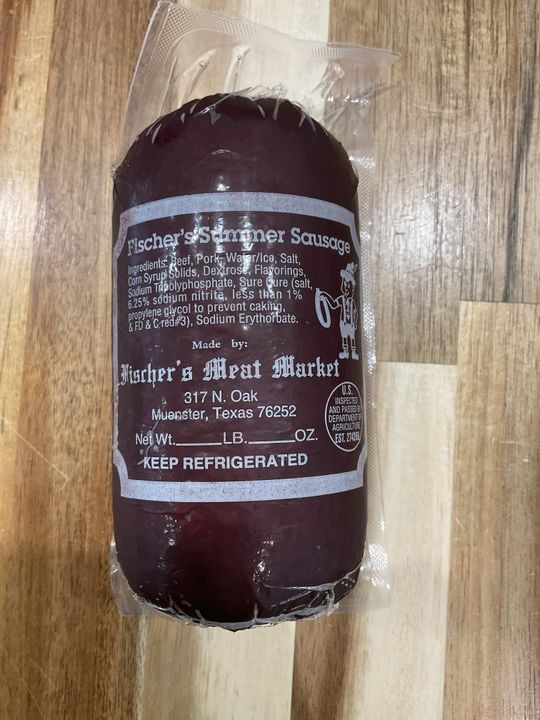 Fischer's Summer Sausage
Ingredients: Beef, Pork, Water/Ice, Salt,
Corn Syrup Solids, Dextrose, Flavorings,
Sodium Tripolyphosphate, Sure Cure (salt,
6.25% sodium nitrite, less than 1%
propylene glycol to prevent caking,
& FD & C red#3), Sodium Erythorbate.
Made by:
Fischer's Meat Market
317 N. Oak
Muenster, Texas 76252
Net Wt.______LB.______OZ.
KEEP REFRIGERATED
U.S.
INSPECTED
AND PASSED BY
DEPARTMENT OF
AGRICULTURE
EST.